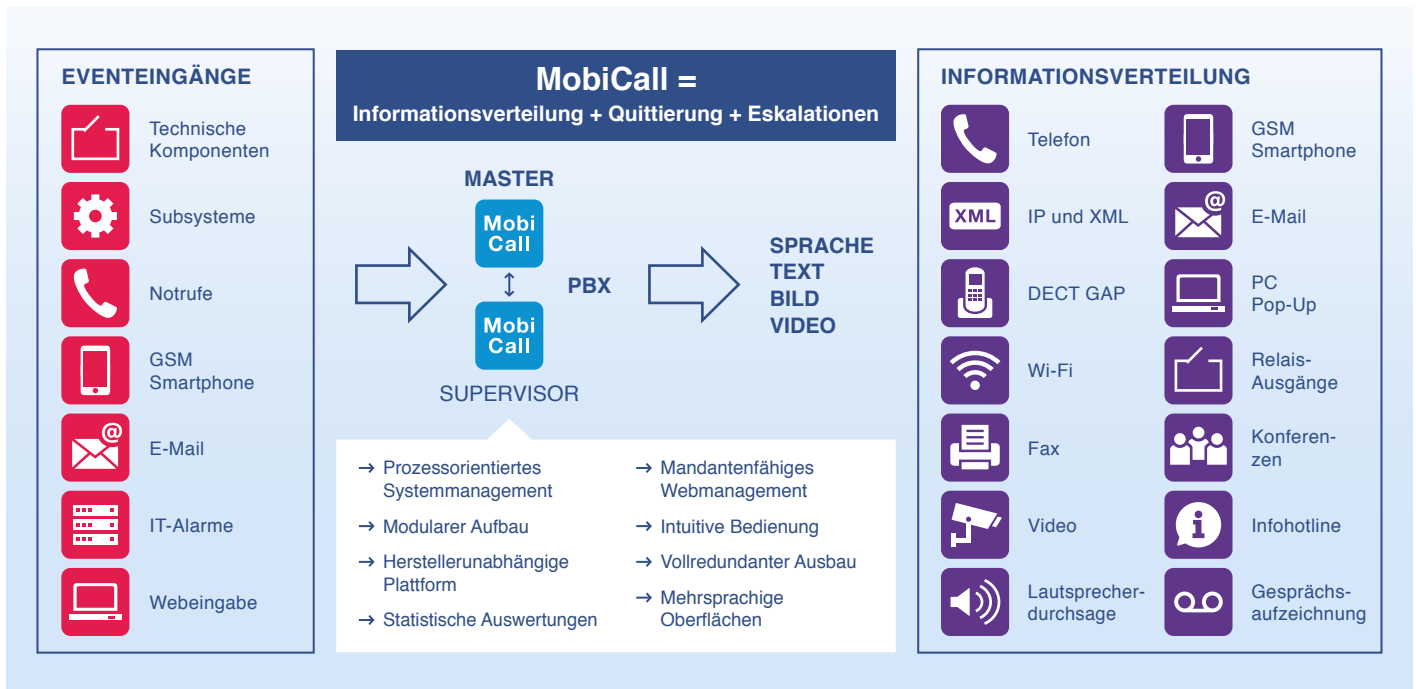 EVENTEINGÄNGE
Technische
Komponenten
Subsysteme
Notrufe
GSM
Smartphone
@
E-Mail
IT-Alarme
Webeingabe
MobiCall =
Informationsverteilung + Quittierung + Eskalationen
MASTER
Mobi
Call
PBX
Mobi
Call
SUPERVISOR
SPRACHE
TEXT
BILD
VIDEO
→ Prozessorientiertes
Systemmanagement
→ Modularer Aufbau
→ Herstellerunabhängige
Plattform
→ Statistische Auswertungen
→ Mandantenfähiges
Webmanagement
→ Intuitive Bedienung
→ Vollredundanter Ausbau
→ Mehrsprachige
Oberflächen
INFORMATIONSVERTEILUNG
Telefon
XML
IP und XML
DECT GAP
Wi-Fi
Fax
Video
Lautsprecher-
durchsage
GSM
Smartphone
@
E-Mail
PC
Pop-Up
Relais-
Ausgänge
Konferen-
zen
i
Infohotline
Gesprächs-
aufzeichnung